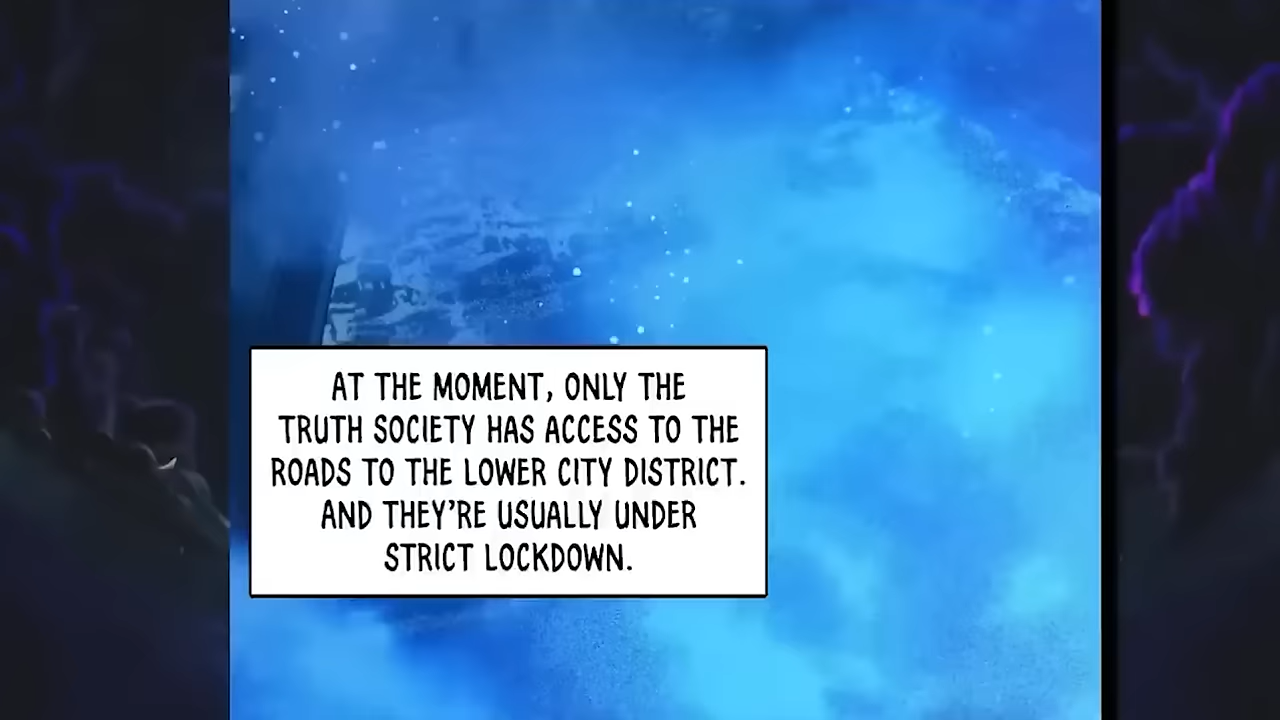 AT THE MOMENT, ONLY THE
TRUTH SOCIETY HAS ACCESS TO THE
ROADS TO THE LOWER CITY DISTRICT.
AND THEY'RE USUALLY UNDER
STRICT LOCKDOWN.